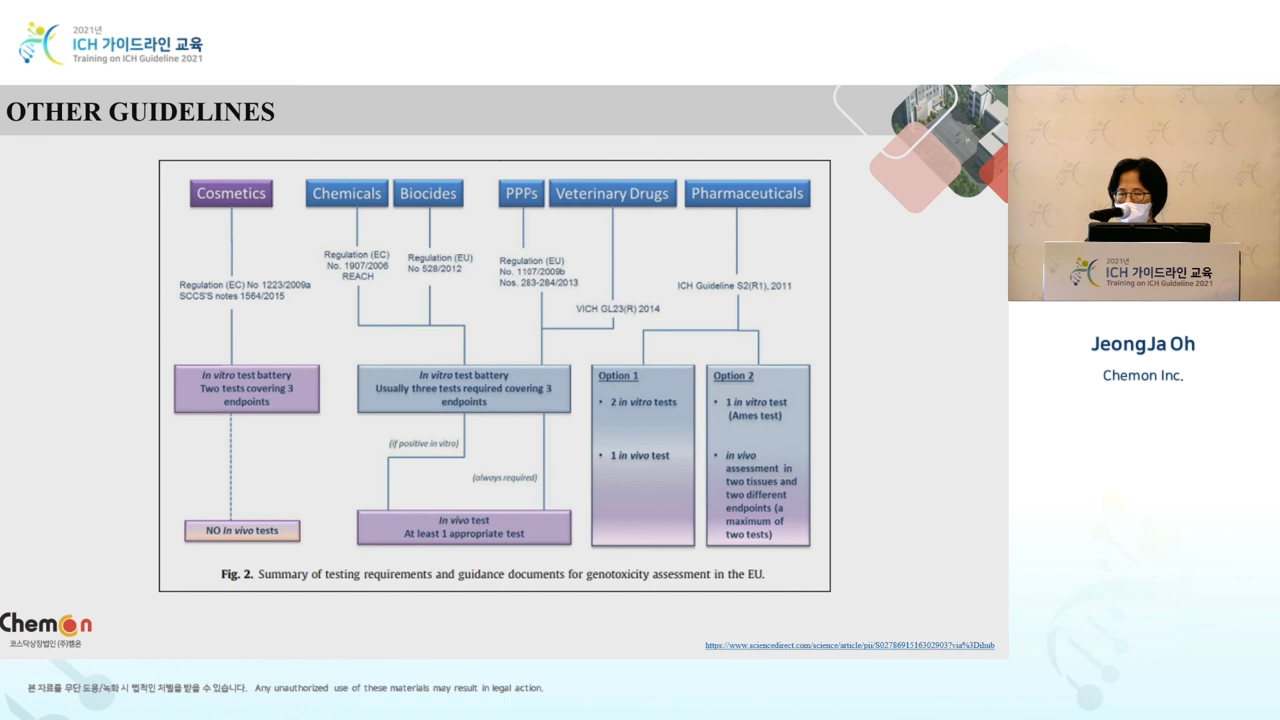 2021년
ICH 가이드라인 교육
Training on ICH Guideline 2021
OTHER GUIDELINES
Cosmetics
Chemicals
Biocides
PPPs
Veterinary Drugs
Pharmaceuticals
Regulation (EC) No 1223/2009a
SCCS'S notes 1564/2015
Regulation (EC)
No. 1907/2006
REACH
Regulation (EU)
No 528/2012
Regulation (EU)
No. 1107/2009b
Nos. 283-284/2013
VICH GL23(R) 2014
ICH Guideline S2(R1), 2011
In vitro test battery
Two tests covering 3
endpoints
In vitro test battery
Usually three tests required covering 3
endpoints
Option 1
• 2 in vitro tests
• 1 in vivo test
Option 2
• 1 in vitro test
(Ames test)
• in vivo
assessment in
two tissues and
two different
endpoints (a
maximum of
two tests)
(if positive in vitro)
(always required)
NO In vivo tests
In vivo test
At least 1 appropriate test
Fig. 2. Summary of testing requirements and guidance documents for genotoxicity assessment in the EU.
Chemon
코스닥상장법인 (주)켐온
https://www.sciencedirect.com/science/article/pii/S0278691516302903?via%3Dihub
2021년
ICH 가이드라인 교육
Training on ICH Guideline 2021
JeongJa Oh
Chemon Inc.
본 자료를 무단 도용/녹화 시 법적인 처벌을 받을 수 있습니다. Any unauthorized use of these materials may result in legal action.